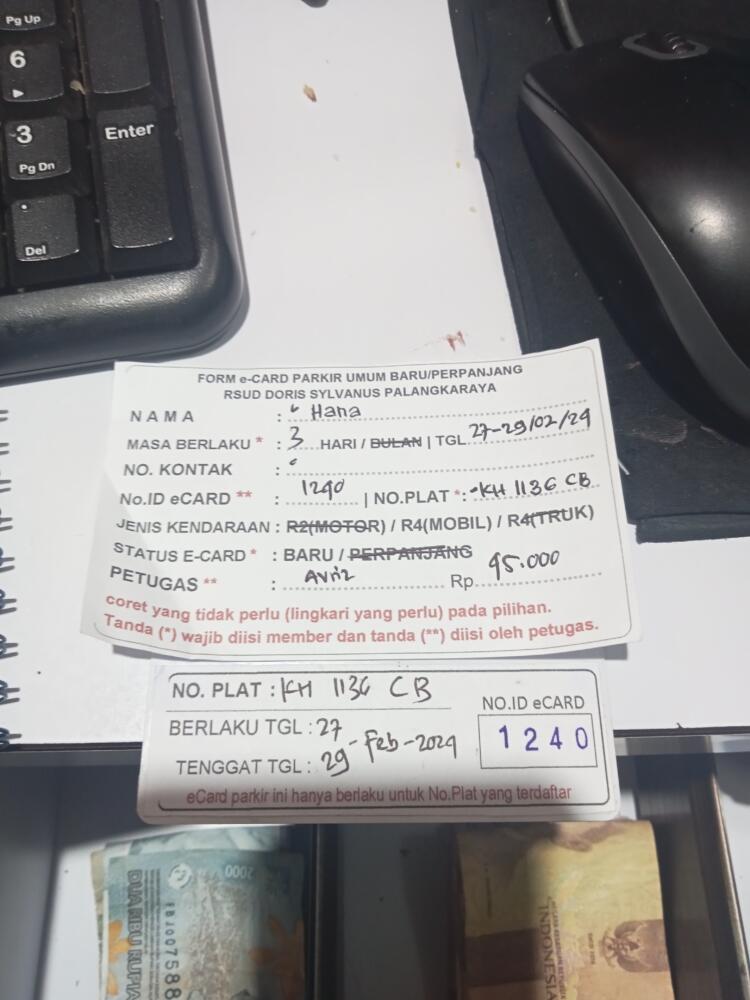 Pg Up
6
3
Pg Dn
Enter
Del
FORM e-CARD PARKIR UMUM BARU/PERPANJANG
RSUD DORIS SYLVANUS PALANGKARAYA
NAMA : Hana
MASA BERLAKU * : 3 HARI / BULAN | TGL 27-29/02/24
NO. KONTAK :
No.ID eCARD ** : 1240 | NO.PLAT *: KH 1136 CB
JENIS KENDARAAN : R2(MOTOR) / R4(MOBIL) / R4(TRUK)
STATUS E-CARD * : BARU / PERPANJANG
PETUGAS ** : Avriz Rp. 45.000
coret yang tidak perlu (lingkari yang perlu) pada pilihan.
Tanda (*) wajib diisi member dan tanda (**) diisi oleh petugas.
NO. PLAT : KH 1136 CB
NO.ID eCARD
BERLAKU TGL : 27
1240
TENGGAT TGL : 29 -Feb-2024
eCard parkir ini hanya berlaku untuk No.Plat yang terdaftar
2000
DUA RIBU RUPIAH
INDONESIA